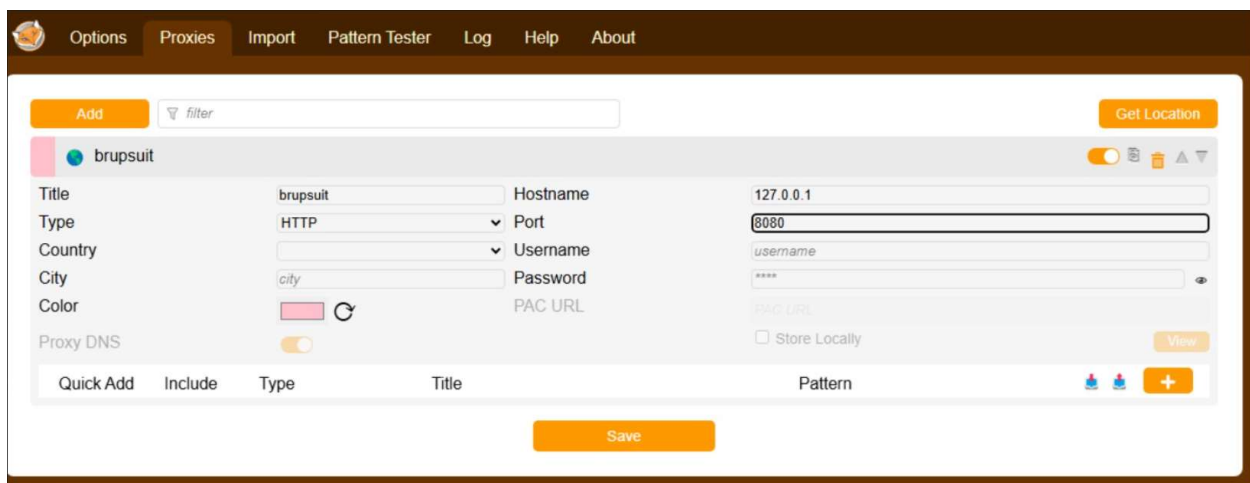 Options Proxies Import Pattern Tester Log Help About
Add filter Get Location
brupsuit
Title brupsuit Hostname 127.0.0.1
Type HTTP Port 8080
Country Username username
City city Password ****
Color PAC URL PAC URL
Proxy DNS Store Locally View
Quick Add Include Type Title Pattern +
Save